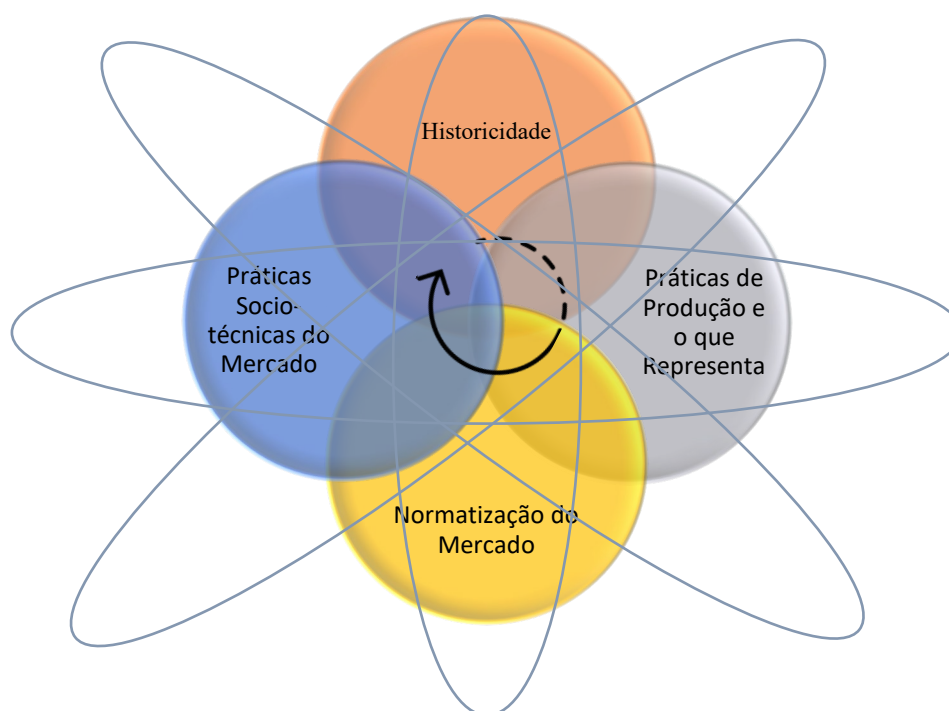 Historicidade
Práticas
Socio-
técnicas do
Mercado
Práticas de
Produção e
o que
Representa
Normatização do
Mercado